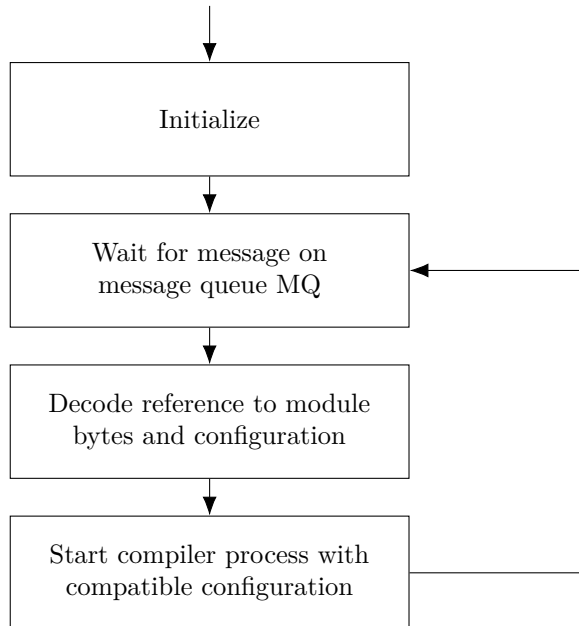 Initialize
Wait for message on
message queue MQ
Decode reference to module
bytes and configuration
Start compiler process with
compatible configuration